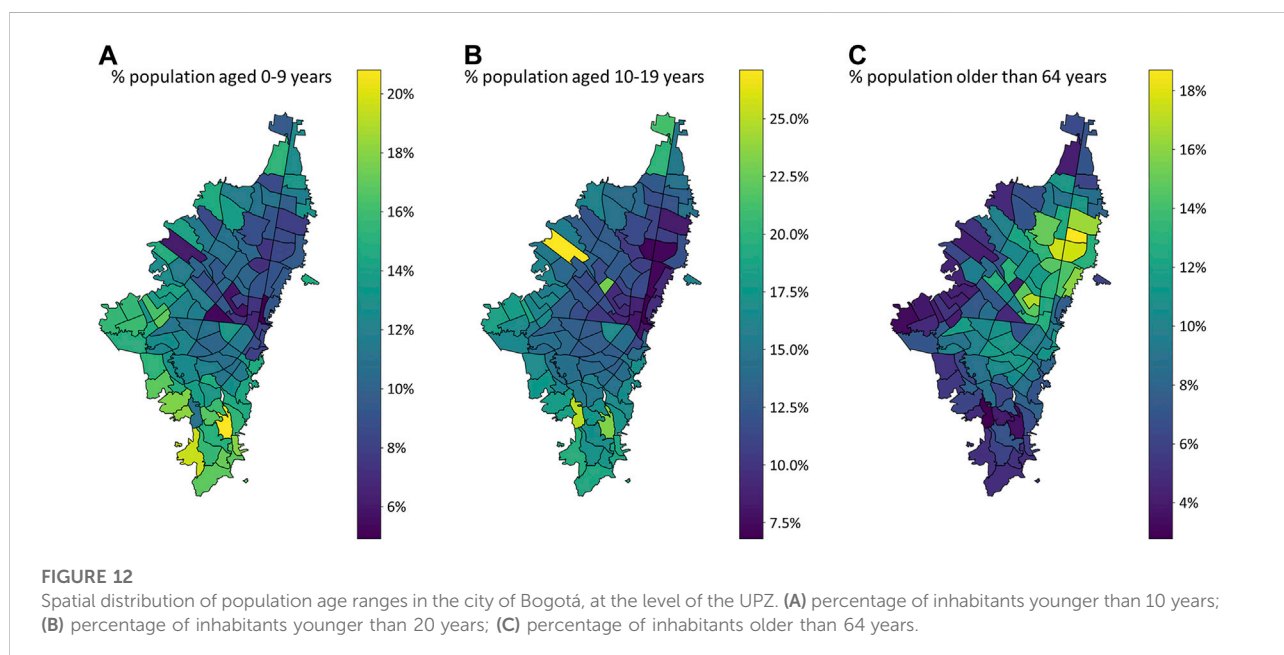 A
% population aged 0-9 years
20%
18%
16%
14%
12%
10%
8%
6%
B
% population aged 10-19 years
25.0%
22.5%
20.0%
17.5%
15.0%
12.5%
10.0%
7.5%
C
% population older than 64 years
18%
16%
14%
12%
10%
8%
6%
4%
FIGURE 12
Spatial distribution of population age ranges in the city of Bogotá, at the level of the UPZ. (A) percentage of inhabitants younger than 10 years;
(B) percentage of inhabitants younger than 20 years; (C) percentage of inhabitants older than 64 years.